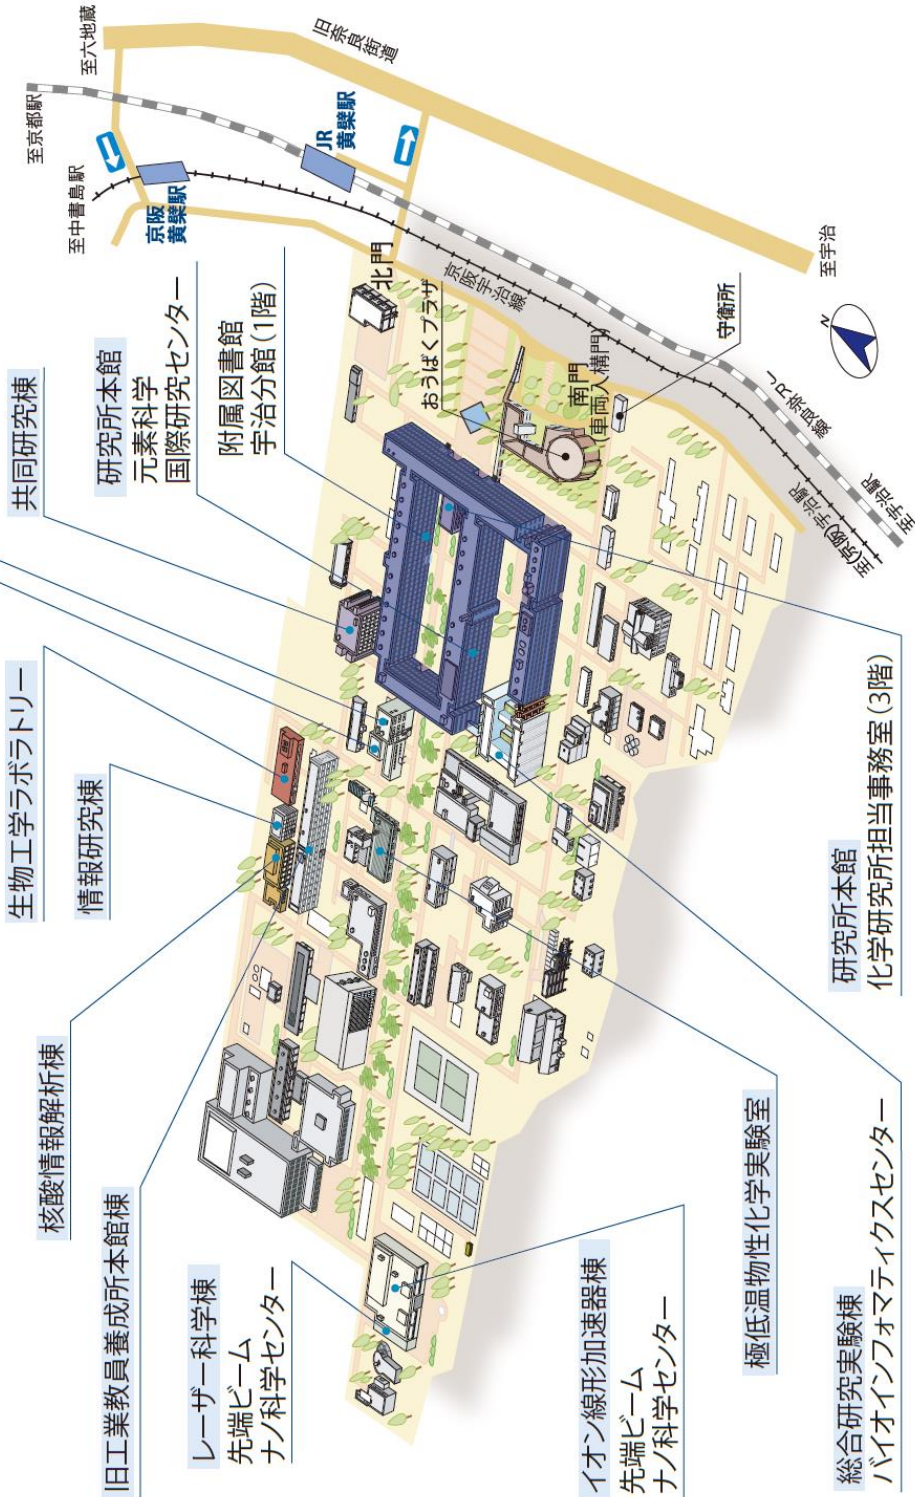 旧工業教員養成所本館棟
核酸情報解析棟
情報研究棟
生物工学ラボラトリー
共同研究棟
研究所本館
元素科学
国際研究センター
附属図書館
宇治分館(1階)
至中書島駅
至京都駅
至六地蔵
京阪
黄檗駅
JR
黄檗駅
旧奈良街道
北門
京阪宇治線
おうばくプラザ
南門
(車両入構門)
守衛所
至宇治
N
JR奈良線
至(京阪)宇治駅
至宇治駅
レーザー科学棟
先端ビーム
ナノ科学センター
イオン線形加速器棟
先端ビーム
ナノ科学センター
極低温物性化学実験室
総合研究実験棟
バイオインフォマティクスセンター
研究所本館
化学研究所担当事務室(3階)